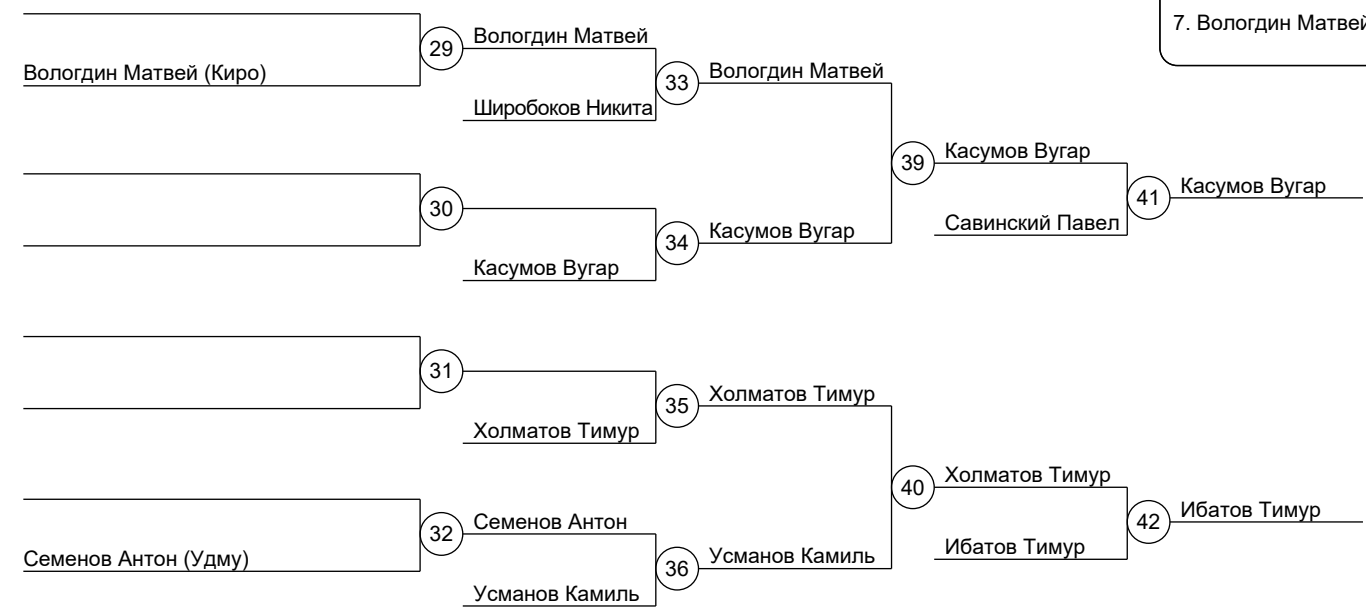 7. Вологдин Матвей
29
Вологдин Матвей
Вологдин Матвей (Киро)
33
Вологдин Матвей
Широбоков Никита
39
Касумов Вугар
30
41
Касумов Вугар
34
Касумов Вугар
Савинский Павел
Касумов Вугар
31
35
Холматов Тимур
Холматов Тимур
40
Холматов Тимур
32
Семенов Антон
42
Ибатов Тимур
Семенов Антон (Удму)
36
Усманов Камиль
Ибатов Тимур
Усманов Камиль